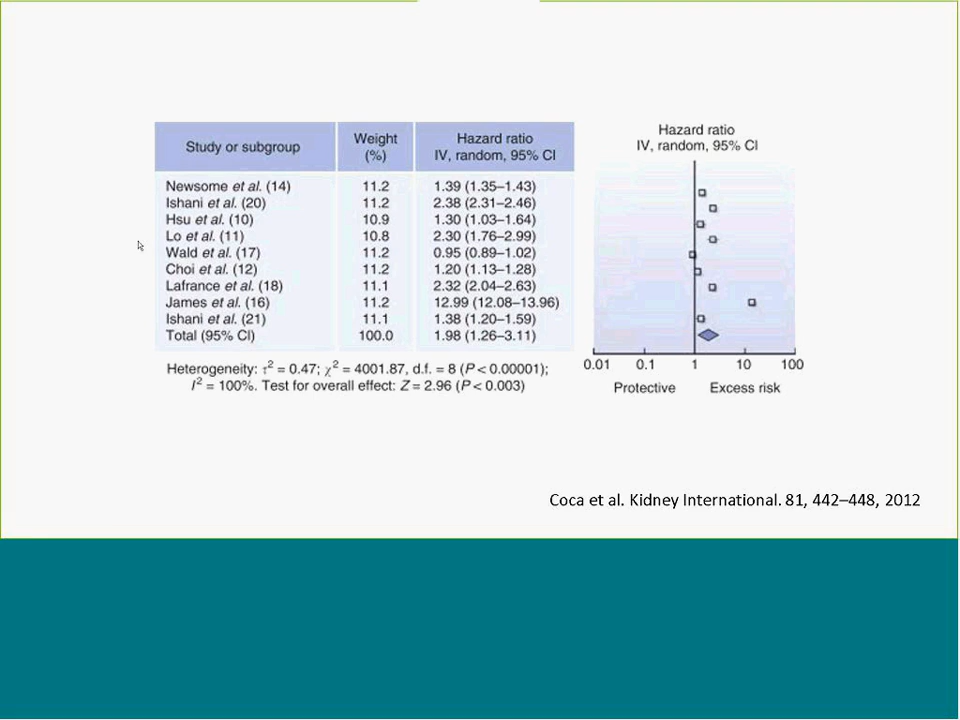 Study or subgroup Weight (%) Hazard ratio IV, random, 95% CI
Newsome et al. (14) 11.2 1.39 (1.35–1.43)
Ishani et al. (20) 11.2 2.38 (2.31–2.46)
Hsu et al. (10) 10.9 1.30 (1.03–1.64)
Lo et al. (11) 10.8 2.30 (1.76–2.99)
Wald et al. (17) 11.2 0.95 (0.89–1.02)
Choi et al. (12) 11.2 1.20 (1.13–1.28)
Lafrance et al. (18) 11.1 2.32 (2.04–2.63)
James et al. (16) 11.2 12.99 (12.08–13.96)
Ishani et al. (21) 11.1 1.38 (1.20–1.59)
Total (95% CI) 100.0 1.98 (1.26–3.11)
Heterogeneity: τ² = 0.47; χ² = 4001.87, d.f. = 8 (P < 0.00001);
I² = 100%. Test for overall effect: Z = 2.96 (P < 0.003)
Hazard ratio
IV, random, 95% CI
0.01 0.1 1 10 100
Protective Excess risk
Coca et al. Kidney International. 81, 442–448, 2012